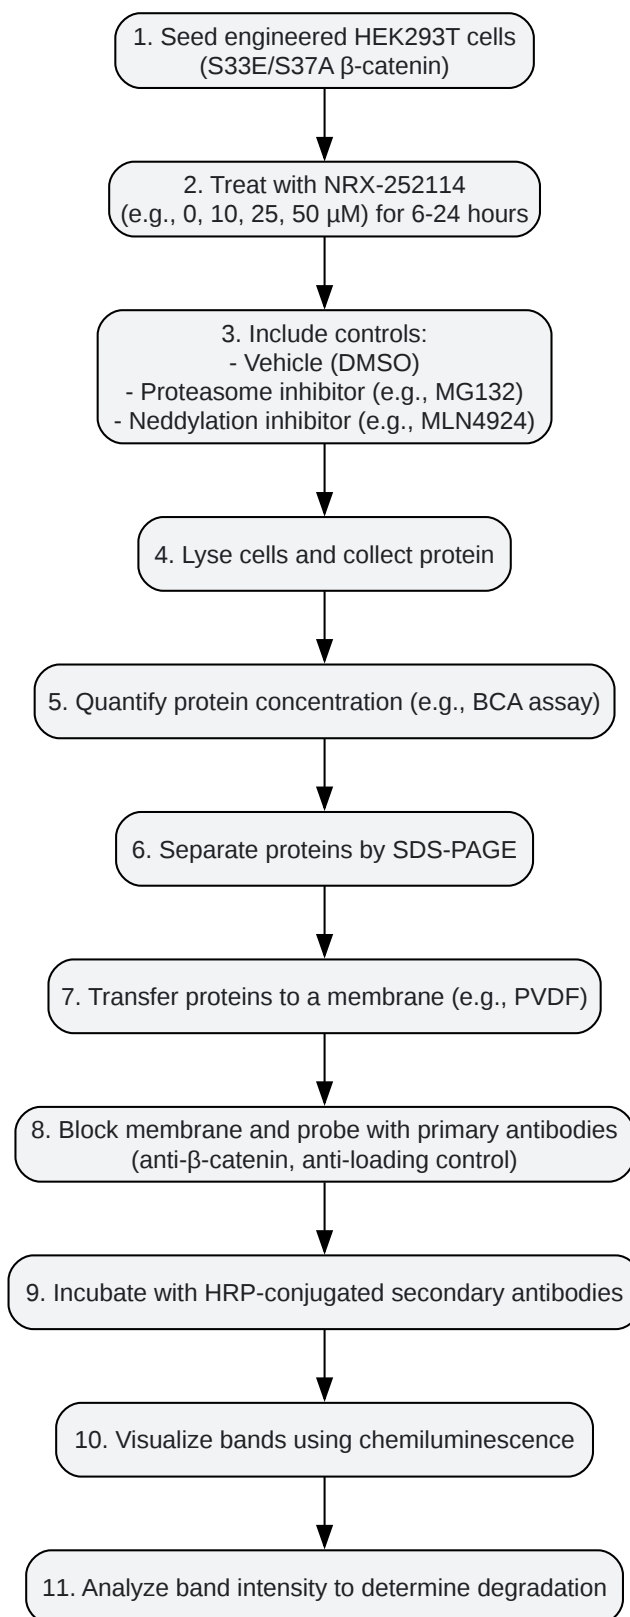 1. Seed engineered HEK293T cells
(S33E/S37A β-catenin)
2. Treat with NRX-252114
(e.g., 0, 10, 25, 50 µM) for 6-24 hours
3. Include controls:
- Vehicle (DMSO)
- Proteasome inhibitor (e.g., MG132)
- Neddylation inhibitor (e.g., MLN4924)
4. Lyse cells and collect protein
5. Quantify protein concentration (e.g., BCA assay)
6. Separate proteins by SDS-PAGE
7. Transfer proteins to a membrane (e.g., PVDF)
8. Block membrane and probe with primary antibodies
(anti-β-catenin, anti-loading control)
9. Incubate with HRP-conjugated secondary antibodies
10. Visualize bands using chemiluminescence
11. Analyze band intensity to determine degradation